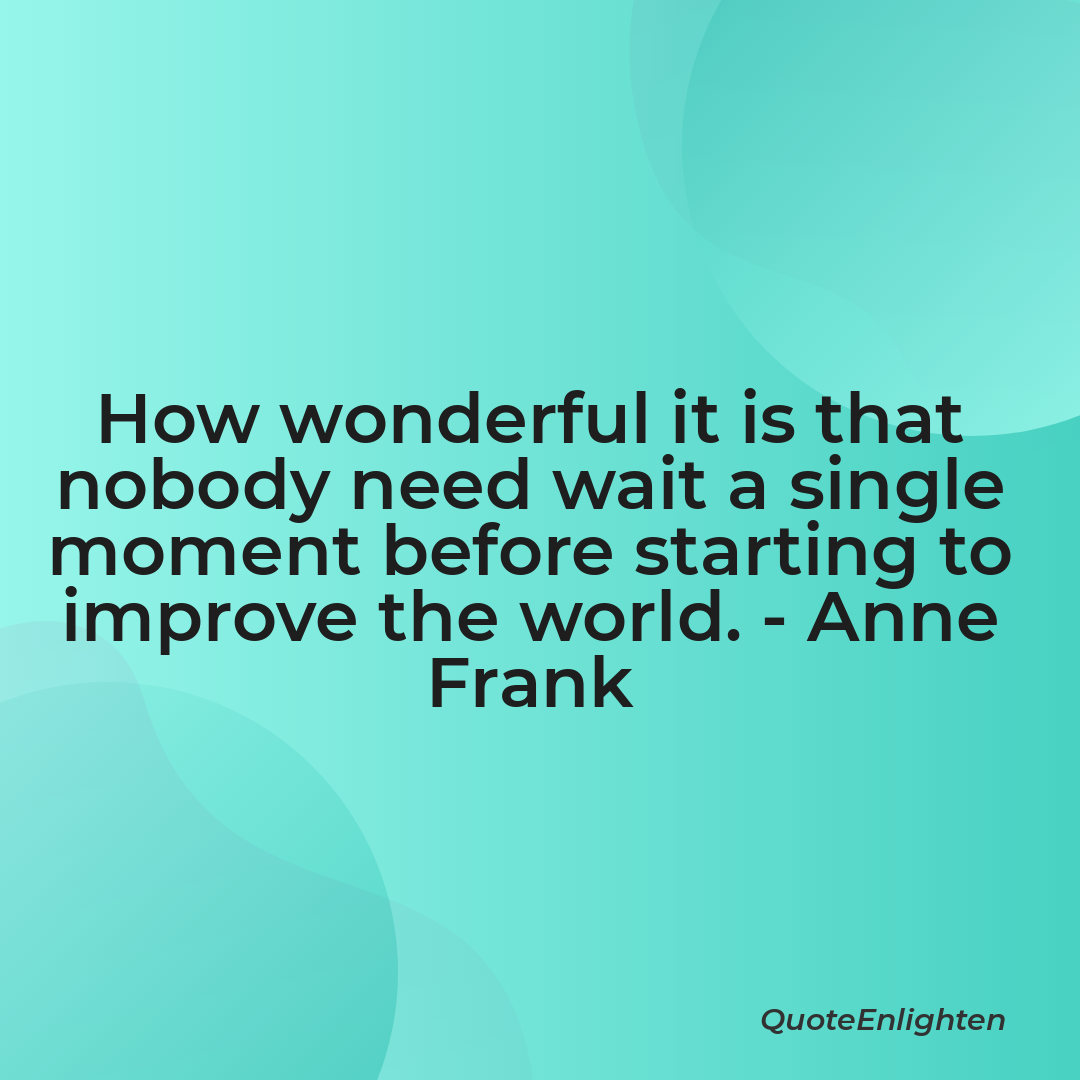 How wonderful it is that
nobody need wait a single
moment before starting to
improve the world. - Anne
Frank
QuoteEnlighten